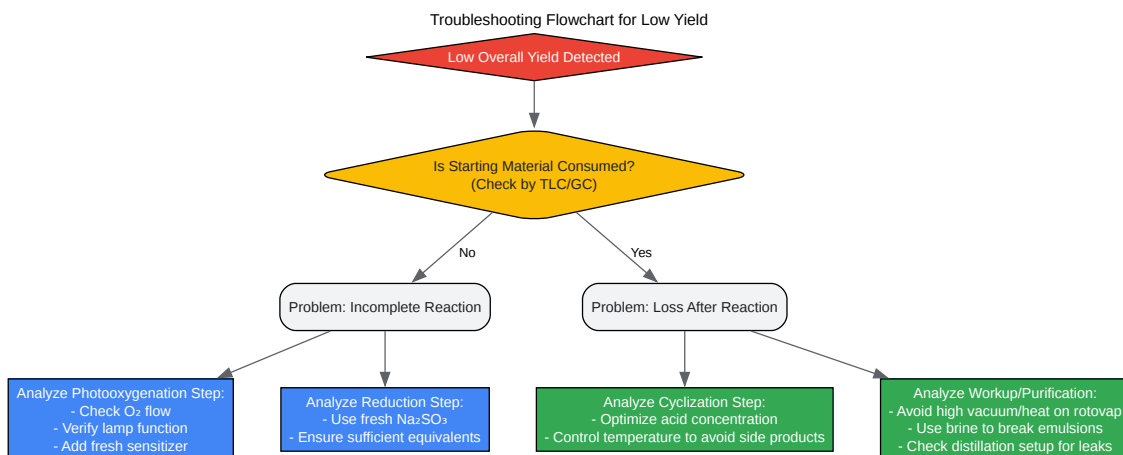 Troubleshooting Flowchart for Low Yield
Low Overall Yield Detected
Is Starting Material Consumed?
(Check by TLC/GC)
No
Yes
Problem: Incomplete Reaction
Problem: Loss After Reaction
Analyze Photooxygenation Step:
- Check O₂ flow
- Verify lamp function
- Add fresh sensitizer
Analyze Reduction Step:
- Use fresh Na₂SO₃
- Ensure sufficient equivalents
Analyze Cyclization Step:
- Optimize acid concentration
- Control temperature to avoid side products
Analyze Workup/Purification:
- Avoid high vacuum/heat on rotovap
- Use brine to break emulsions
- Check distillation setup for leaks